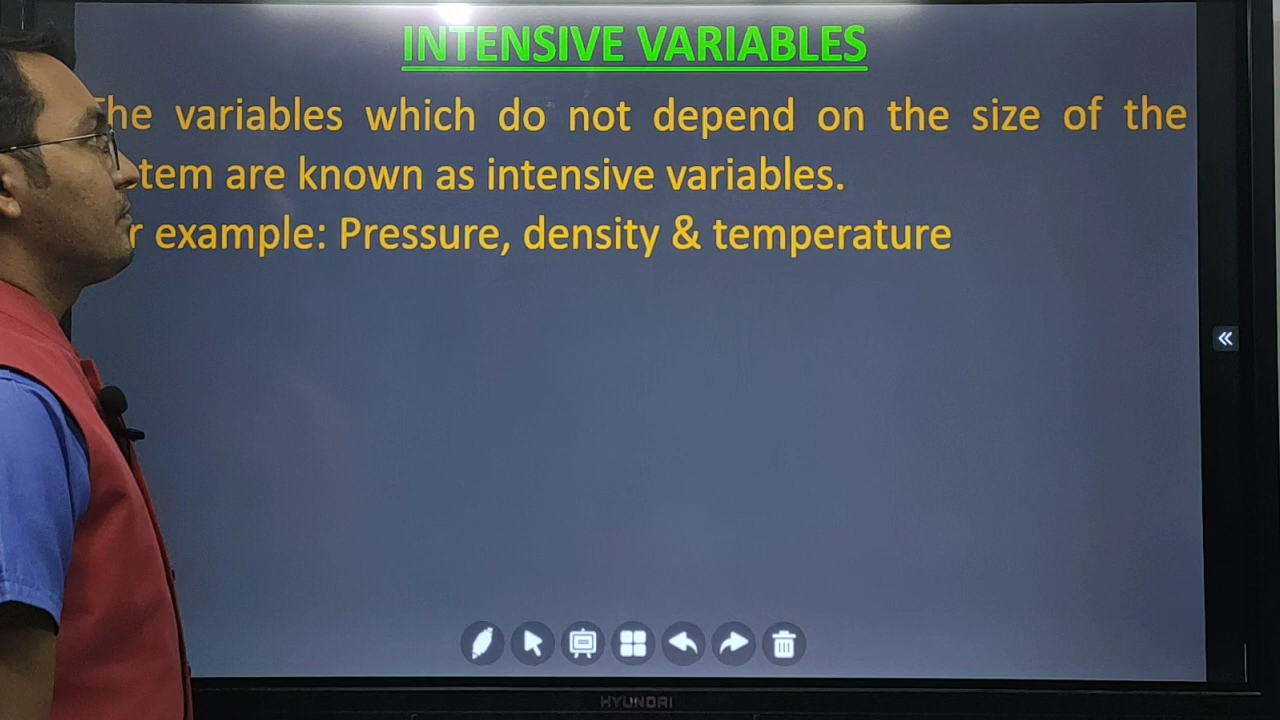 INTENSIVE VARIABLES
The variables which do not depend on the size of the
tem are known as intensive variables.
r example: Pressure, density & temperature
HYUNDAI